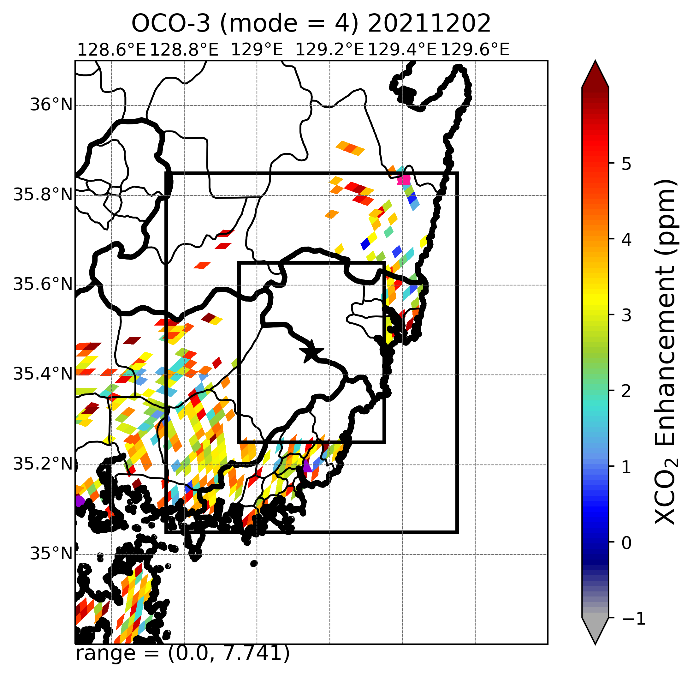 OCO-3 (mode = 4) 20211202
128.6°E 128.8°E 129°E 129.2°E 129.4°E 129.6°E
36°N
35.8°N
35.6°N
35.4°N
35.2°N
35°N
range = (0.0, 7.741)
5
4
3
2
1
0
−1
XCO₂ Enhancement (ppm)